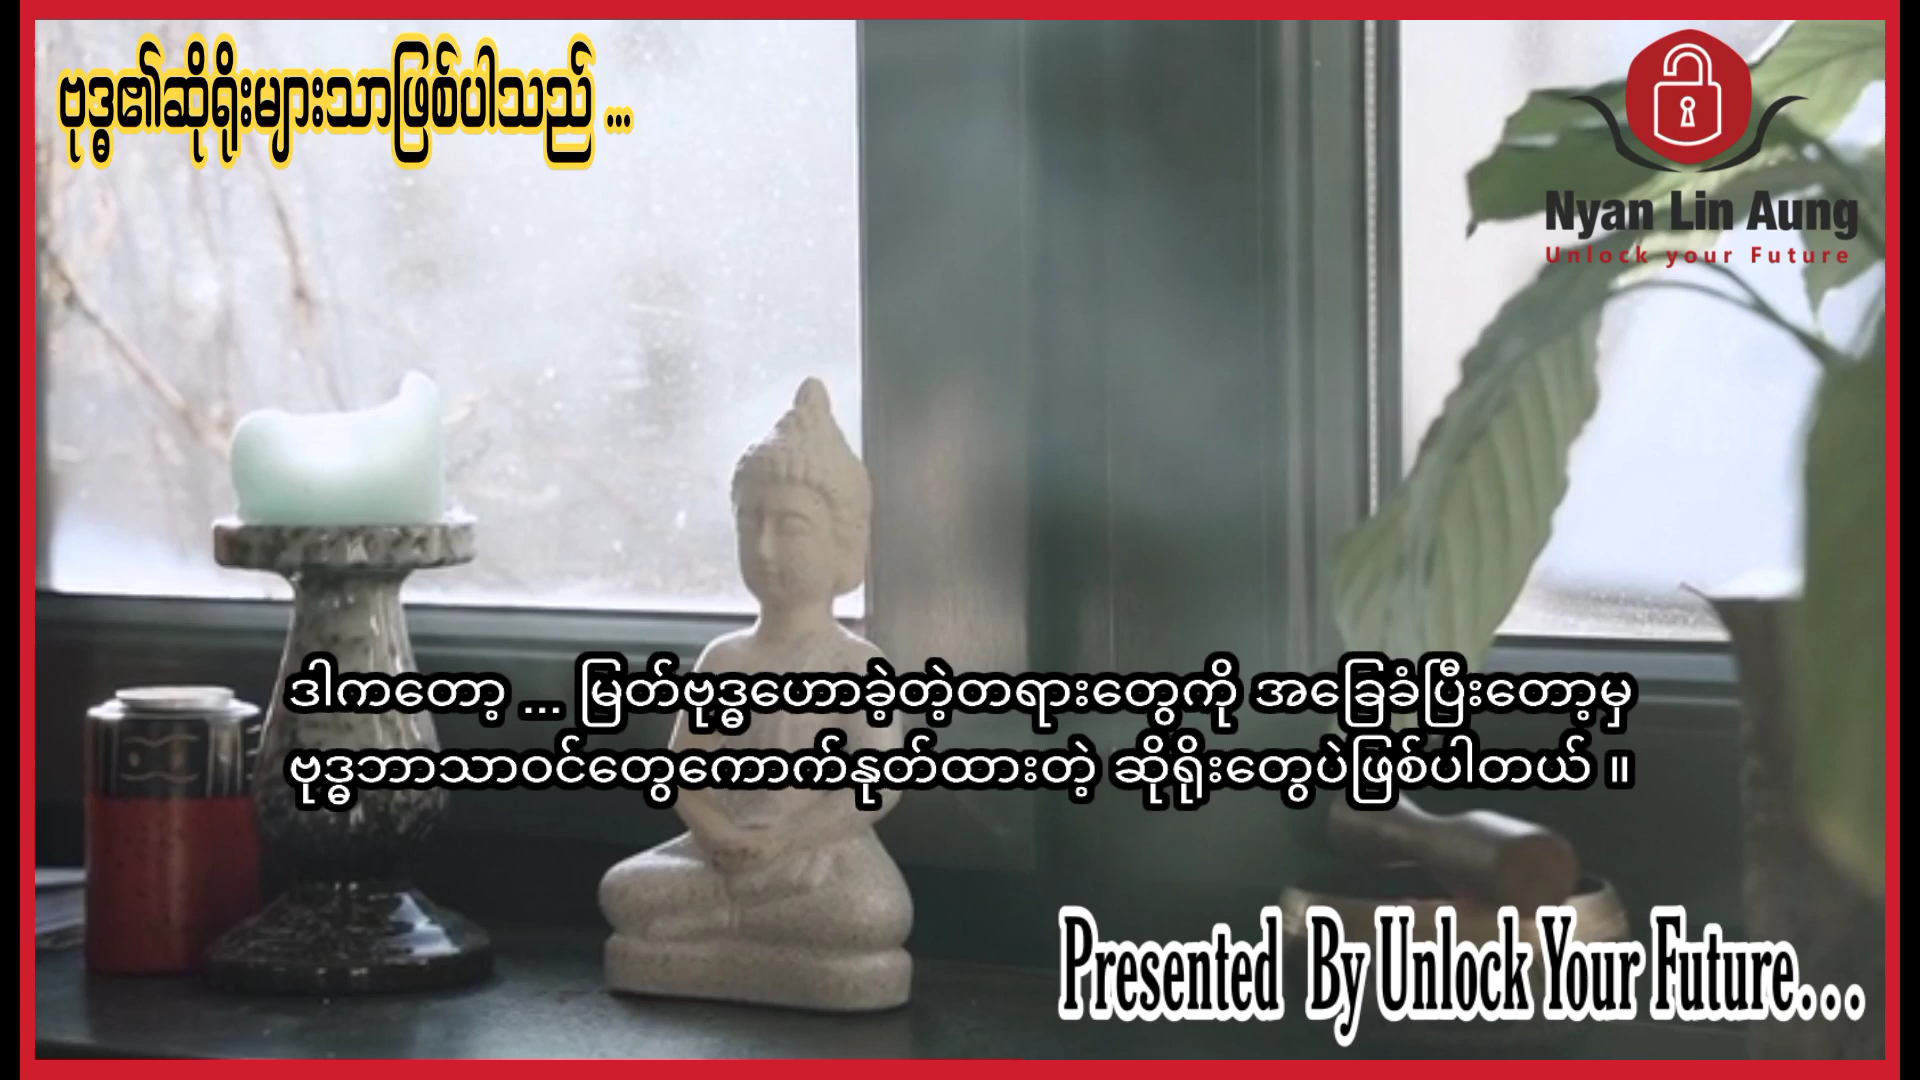 ဗုဒ္ဓ၏ဆိုရိုးများသာဖြစ်ပါသည် ...
Nyan Lin Aung
Unlock your Future
ဒါကတော့ ... မြတ်ဗုဒ္ဓဟောခဲ့တဲ့တရားတွေကို အခြေခံပြီးတော့မှ
ဗုဒ္ဓဘာသာဝင်တွေကောက်နုတ်ထားတဲ့ ဆိုရိုးတွေပဲဖြစ်ပါတယ် ။
Presented By Unlock Your Future...